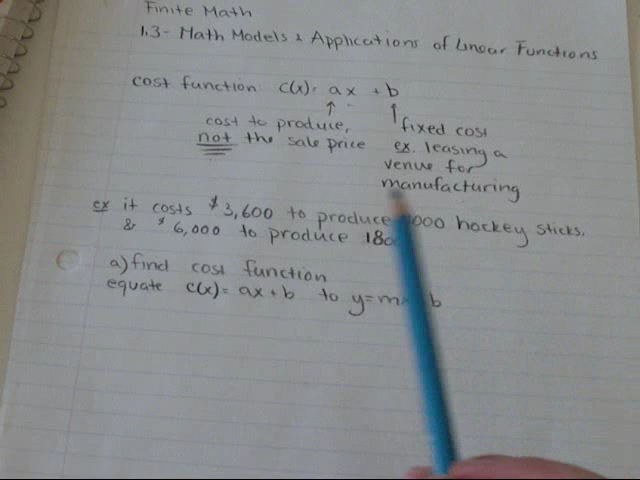 Finite Math
1.3- Math Models & Applications of Linear Functions
cost function: C(x)= ax + b
cost to produce,
not the sale price
fixed cost
ex. leasing a
venue for
manufacturing
ex it costs $3,600 to produce 000 hockey sticks.
& $6,000 to produce 180
a) find cost function
equate C(x)= ax + b to y=m b